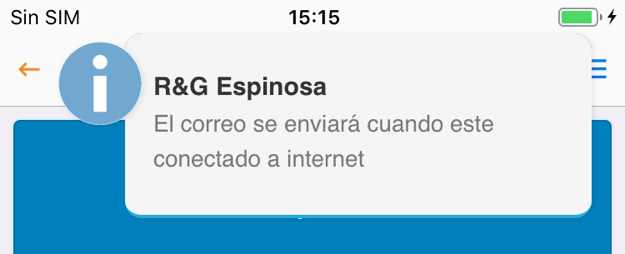 Sin SIM 15:15
R&G Espinosa
El correo se enviará cuando este
conectado a internet